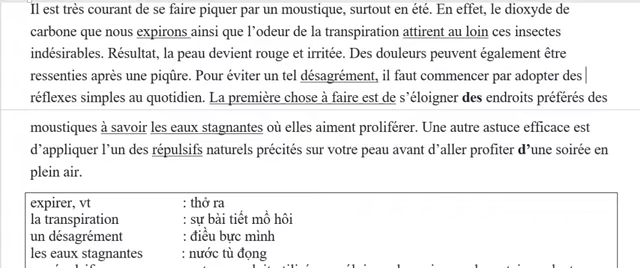 Il est très courant de se faire piquer par un moustique, surtout en été. En effet, le dioxyde de
carbone que nous expirons ainsi que l'odeur de la transpiration attirent au loin ces insectes
indésirables. Résultat, la peau devient rouge et irritée. Des douleurs peuvent également être
ressenties après une piqûre. Pour éviter un tel désagrément, il faut commencer par adopter des
réflexes simples au quotidien. La première chose à faire est de s'éloigner des endroits préférés des
moustiques à savoir les eaux stagnantes où elles aiment proliférer. Une autre astuce efficace est
d'appliquer l'un des répulsifs naturels précités sur votre peau avant d'aller profiter d'une soirée en
plein air.
expirer, vt : thở ra
la transpiration : sự bài tiết mồ hôi
un désagrément : điều bực mình
les eaux stagnantes : nước tù đọng